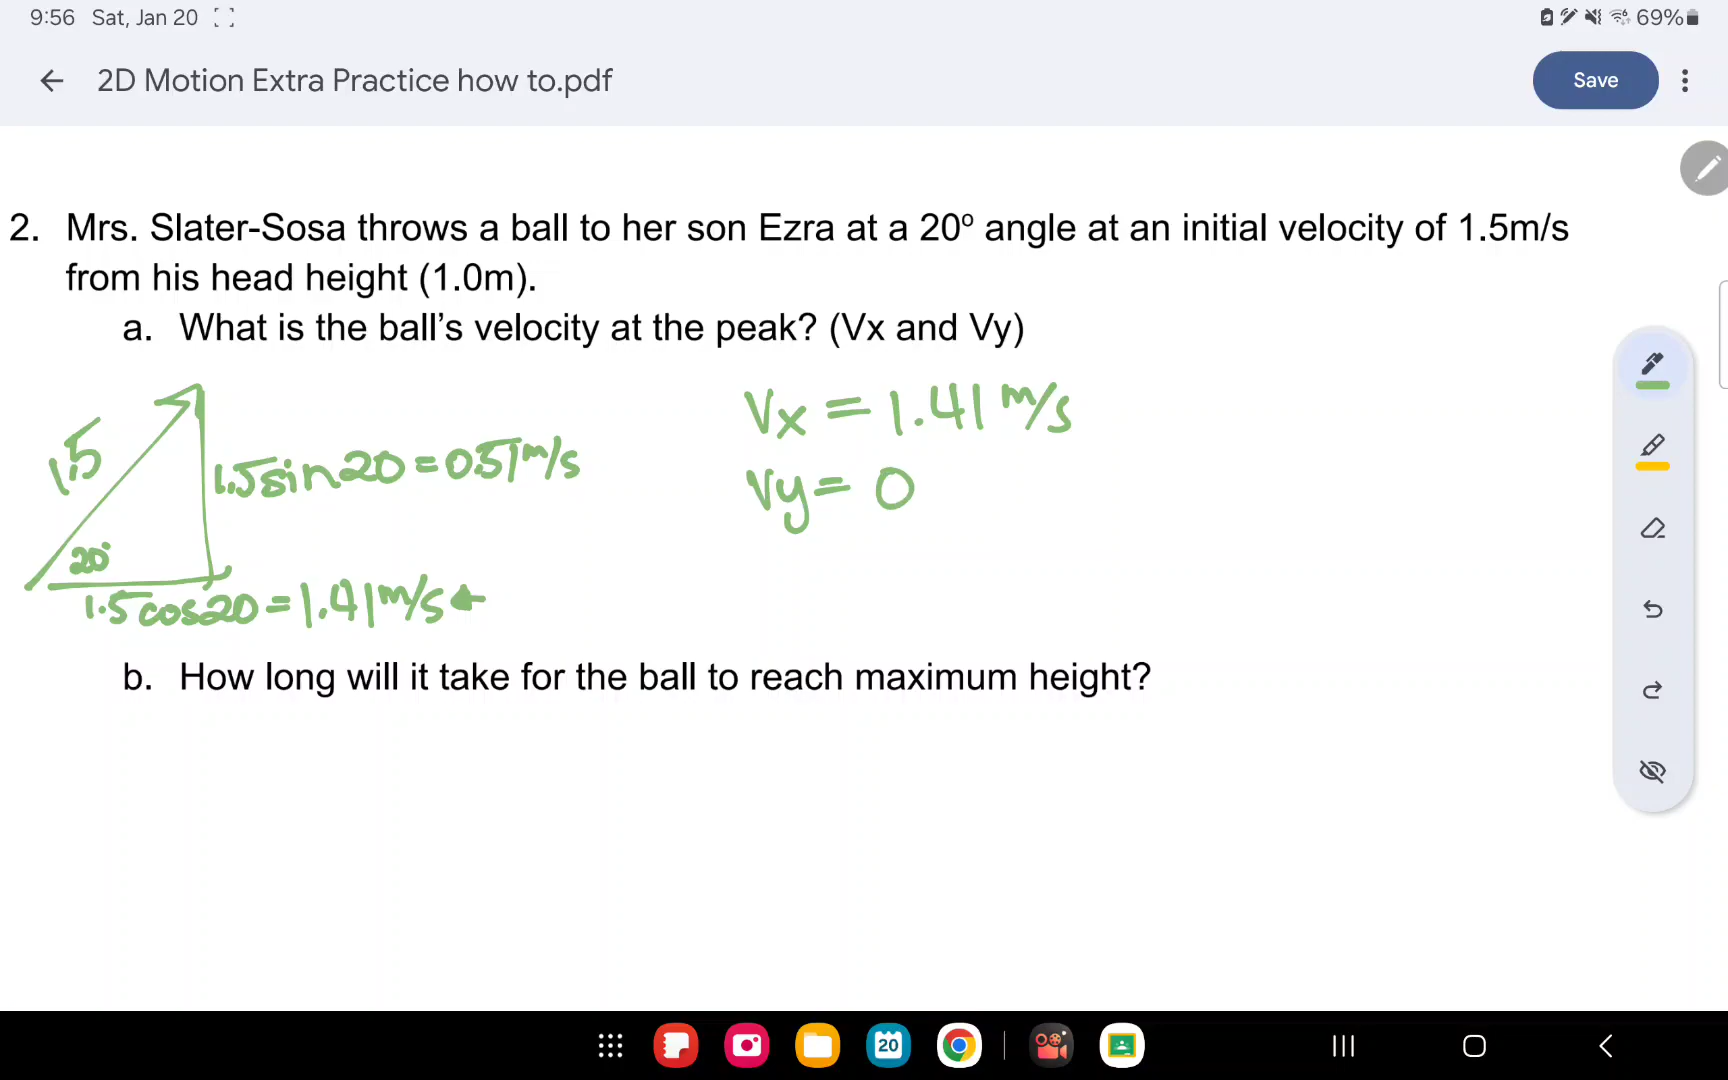 9:56 Sat, Jan 20 69%
2D Motion Extra Practice how to.pdf
Save
2. Mrs. Slater-Sosa throws a ball to her son Ezra at a 20º angle at an initial velocity of 1.5m/s
from his head height (1.0m).
a. What is the ball’s velocity at the peak? (Vx and Vy)
Vx = 1.41 m/s
1.5
1.5sin20 = 0.51 m/s
Vy = 0
20°
1.5cos20 = 1.41 m/s
b. How long will it take for the ball to reach maximum height?
20